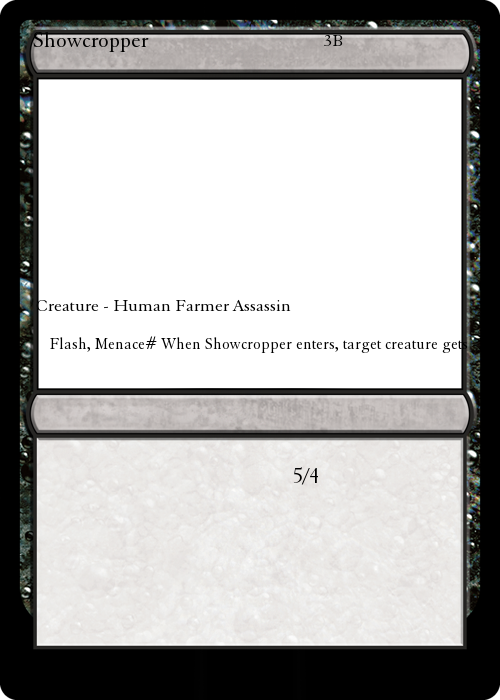 Showcropper 3B
Creature - Human Farmer Assassin
Flash, Menace# When Showcropper enters, target creature get
5/4